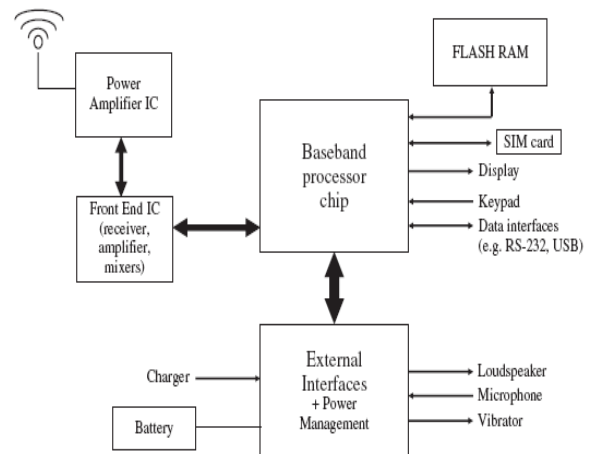 Power
Amplifier IC
FLASH RAM
Baseband
processor
chip
SIM card
Display
Keypad
Data interfaces
(e.g. RS-232, USB)
Front End IC
(receiver,
amplifier,
mixers)
External
Interfaces
+ Power
Management
Charger
Battery
Loudspeaker
Microphone
Vibrator